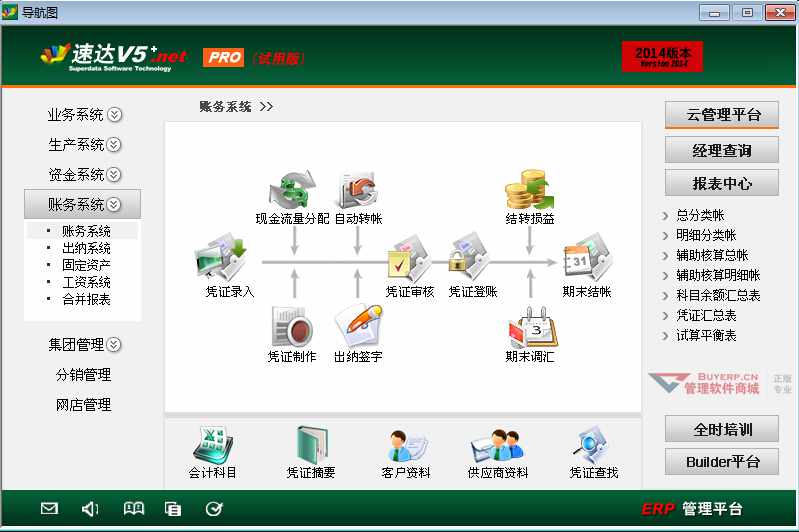 导航图
速达V5+.net
Superdata Software Technology
PRO
(试用版)
2014版本
Version 2014
业务系统
生产系统
资金系统
账务系统
账务系统
出纳系统
固定资产
工资系统
合并报表
集团管理
分销管理
网店管理
账务系统 >>
现金流量分配
自动转帐
结转损益
凭证录入
凭证审核
凭证登账
31
期末结帐
凭证制作
出纳签字
3
期末调汇
会计科目
凭证摘要
客户资料
供应商资料
凭证查找
云管理平台
经理查询
报表中心
总分类帐
明细分类帐
辅助核算总帐
辅助核算明细帐
科目余额汇总表
凭证汇总表
试算平衡表
BUYERP.CN
管理软件商城
正版
专业
全时培训
Builder平台
ERP 管理平台